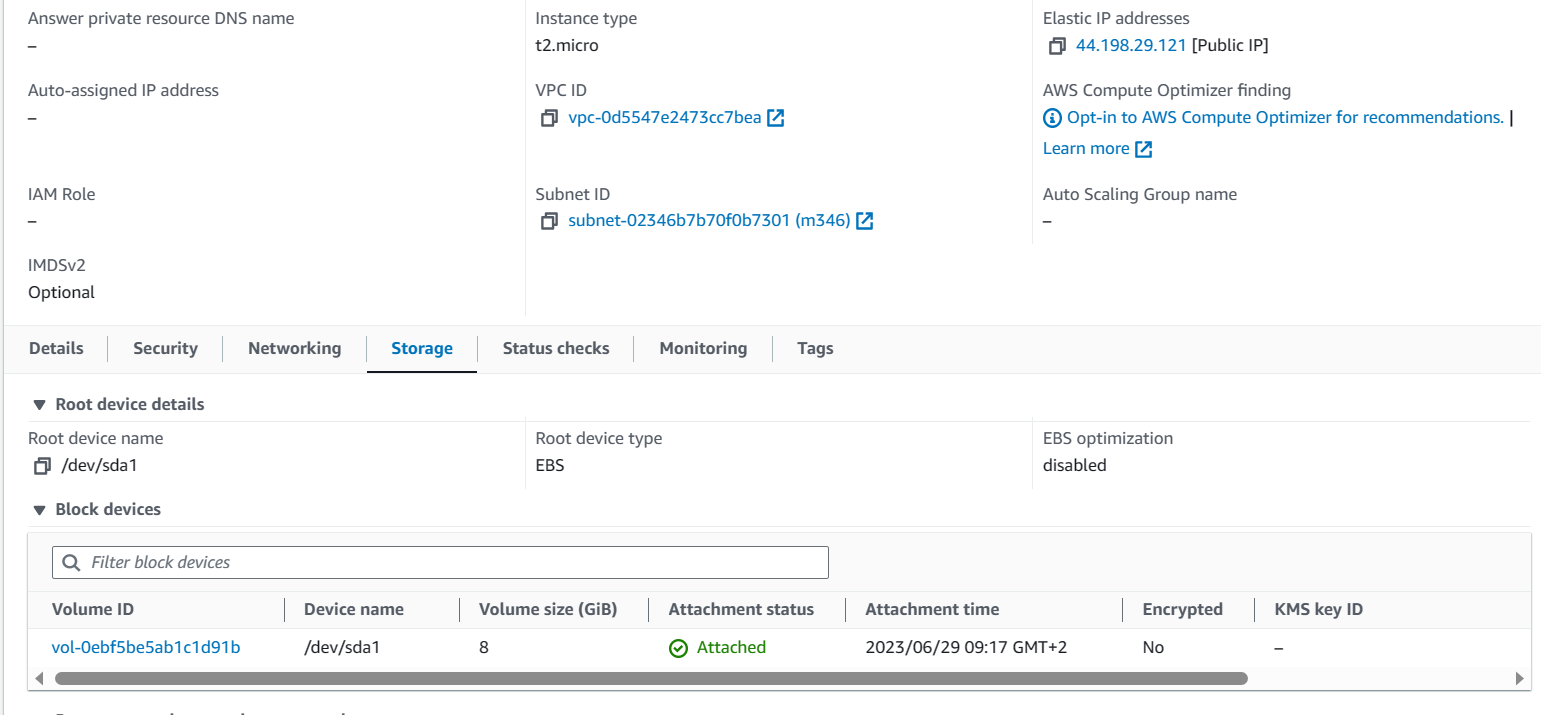 Answer private resource DNS name
–
Instance type
t2.micro
Elastic IP addresses
44.198.29.121 [Public IP]
Auto-assigned IP address
–
VPC ID
vpc-0d5547e2473cc7bea
AWS Compute Optimizer finding
Opt-in to AWS Compute Optimizer for recommendations. |
Learn more
IAM Role
–
Subnet ID
subnet-02346b7b70f0b7301 (m346)
Auto Scaling Group name
–
IMDSv2
Optional
Details Security Networking Storage Status checks Monitoring Tags
Root device details
Root device name
/dev/sda1
Root device type
EBS
EBS optimization
disabled
Block devices
Filter block devices
Volume ID Device name Volume size (GiB) Attachment status Attachment time Encrypted KMS key ID
vol-0ebf5be5ab1c1d91b /dev/sda1 8 Attached 2023/06/29 09:17 GMT+2 No –